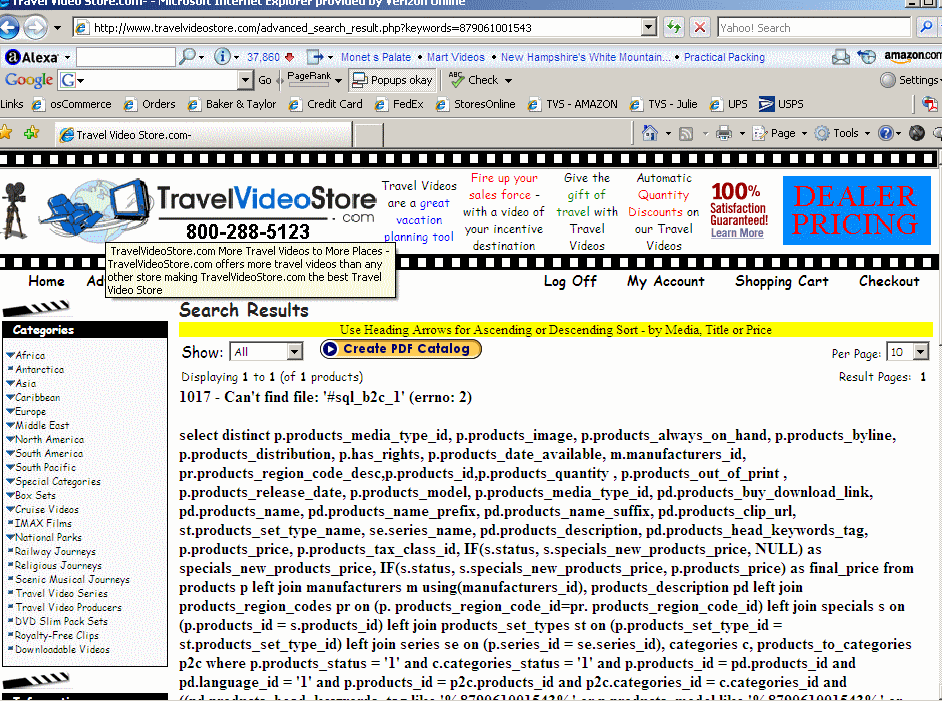 Travel Video Store.com- - Microsoft Internet Explorer provided by Verizon Online
http://www.travelvideostore.com/advanced_search_result.php?keywords=879061001543
Yahoo! Search
Alexa
37,860
Monet's Palate
Mart Videos
New Hampshire's White Mountain...
Practical Packing
amazon.com
Google
G
Go
PageRank
Popups okay
ABC
Check
Settings
Links
osCommerce
Orders
Baker & Taylor
Credit Card
FedEx
StoresOnline
TVS - AMAZON
TVS - Julie
UPS
USPS
Travel Video Store.com-
Page
Tools
TravelVideoStore
.com
800-288-5123
Travel Videos
are a great
vacation
planning tool
Fire up your
sales force -
with a video of
your incentive
destination
Give the
gift of
travel with
Travel
Videos
Automatic
Quantity
Discounts on
our Travel
Videos
100%
Satisfaction
Guaranteed!
Learn More
DEALER
PRICING
TravelVideoStore.com More Travel Videos to More Places -
TravelVideoStore.com offers more travel videos than any
other store making TravelVideoStore.com the best Travel
Video Store
Home
Log Off
My Account
Shopping Cart
Checkout
Categories
Africa
Antarctica
Asia
Caribbean
Europe
Middle East
North America
South America
South Pacific
Special Categories
Box Sets
Cruise Videos
IMAX Films
National Parks
Railway Journeys
Religious Journeys
Scenic Musical Journeys
Travel Video Series
Travel Video Producers
DVD Slim Pack Sets
Royalty-Free Clips
Downloadable Videos
Search Results
Use Heading Arrows for Ascending or Descending Sort - by Media, Title or Price
Show: All
Create PDF Catalog
Per Page: 10
Displaying 1 to 1 (of 1 products)
Result Pages: 1
1017 - Can't find file: '#sql_b2c_1' (errno: 2)
select distinct p.products_media_type_id, p.products_image, p.products_always_on_hand, p.products_byline,
p.products_distribution, p.has_rights, p.products_date_available, m.manufacturers_id,
pr.products_region_code_desc,p.products_id,p.products_quantity , p.products_out_of_print ,
p.products_release_date, p.products_model, p.products_media_type_id, pd.products_buy_download_link,
pd.products_name, pd.products_name_prefix, pd.products_name_suffix, pd.products_clip_url,
st.products_set_type_name, se.series_name, pd.products_description, pd.products_head_keywords_tag,
p.products_price, p.products_tax_class_id, IF(s.status, s.specials_new_products_price, NULL) as
specials_new_products_price, IF(s.status, s.specials_new_products_price, p.products_price) as final_price from
products p left join manufacturers m using(manufacturers_id), products_description pd left join
products_region_codes pr on (p. products_region_code_id=pr. products_region_code_id) left join specials s on
(p.products_id = s.products_id) left join products_set_types st on (p.products_set_type_id =
st.products_set_type_id) left join series se on (p.series_id = se.series_id), categories c, products_to_categories
p2c where p.products_status = '1' and c.categories_status = '1' and p.products_id = pd.products_id and
pd.language_id = '1' and p.products_id = p2c.products_id and p2c.categories_id = c.categories_id and
((pd.products_head_keywords_tag like '%879061001543%' or p.products_model like '%879061001543%' or